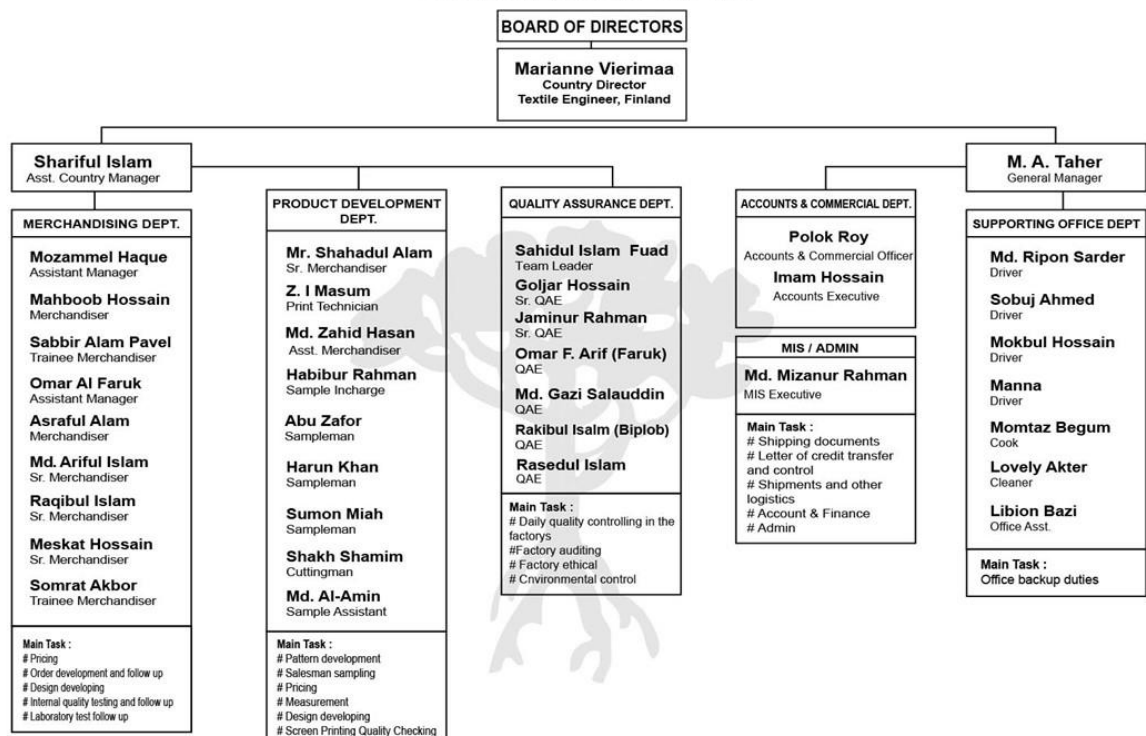 BOARD OF DIRECTORS
Marianne Vierimaa
Country Director
Textile Engineer, Finland
Shariful Islam
Asst. Country Manager
M. A. Taher
General Manager
MERCHANDISING DEPT.
Mozammel Haque
Assistant Manager
Mahboob Hossain
Merchandiser
Sabbir Alam Pavel
Trainee Merchandiser
Omar Al Faruk
Assistant Manager
Asraful Alam
Merchandiser
Md. Ariful Islam
Sr. Merchandiser
Raqibul Islam
Sr. Merchandiser
Meskat Hossain
Sr. Merchandiser
Somrat Akbor
Trainee Merchandiser
Main Task :
# Pricing
# Order development and follow up
# Design developing
# Internal quality testing and follow up
# Laboratory test follow up
PRODUCT DEVELOPMENT
DEPT.
Mr. Shahadul Alam
Sr. Merchandiser
Z. I Masum
Print Technician
Md. Zahid Hasan
Asst. Merchandiser
Habibur Rahman
Sample Incharge
Abu Zafor
Sampleman
Harun Khan
Sampleman
Sumon Miah
Sampleman
Shakh Shamim
Cuttingman
Md. Al-Amin
Sample Assistant
Main Task :
# Pattern development
# Salesman sampling
# Pricing
# Measurement
# Design developing
# Screen Printing Quality Checking
QUALITY ASSURANCE DEPT.
Sahidul Islam Fuad
Team Leader
Goljar Hossain
Sr. QAE
Jaminur Rahman
Sr. QAE
Omar F. Arif (Faruk)
QAE
Md. Gazi Salauddin
QAE
Rakibul Isalm (Biplob)
QAE
Rasedul Islam
QAE
Main Task :
# Daily quality controlling in the
factorys
#Factory auditing
# Factory ethical
# Cnvironmental control
ACCOUNTS & COMMERCIAL DEPT.
Polok Roy
Accounts & Commercial Officer
Imam Hossain
Accounts Executive
MIS / ADMIN
Md. Mizanur Rahman
MIS Executive
Main Task :
# Shipping documents
# Letter of credit transfer
and control
# Shipments and other
logistics
# Account & Finance
# Admin
SUPPORTING OFFICE DEPT
Md. Ripon Sarder
Driver
Sobuj Ahmed
Driver
Mokbul Hossain
Driver
Manna
Driver
Momtaz Begum
Cook
Lovely Akter
Cleaner
Libion Bazi
Office Asst.
Main Task :
Office backup duties